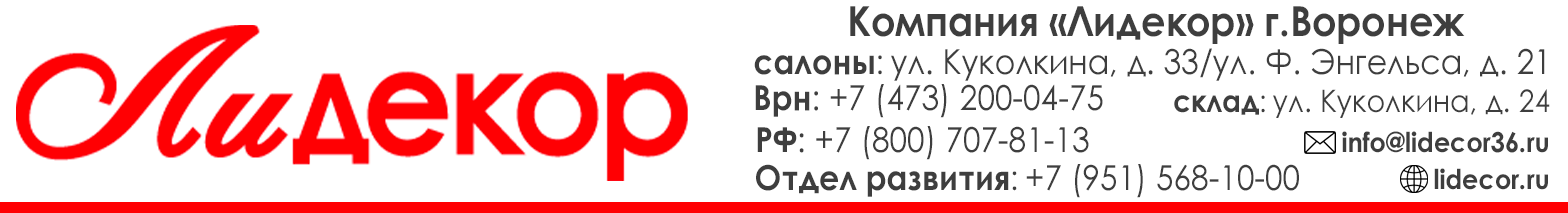 Лидекор
Компания «Лидекор» г.Воронеж
салоны: ул. Куколкина, д. 33/ул. Ф. Энгельса, д. 21
Врн: +7 (473) 200-04-75 склад: ул. Куколкина, д. 24
РФ: +7 (800) 707-81-13 info@lidecor36.ru
Отдел развития: +7 (951) 568-10-00 lidecor.ru